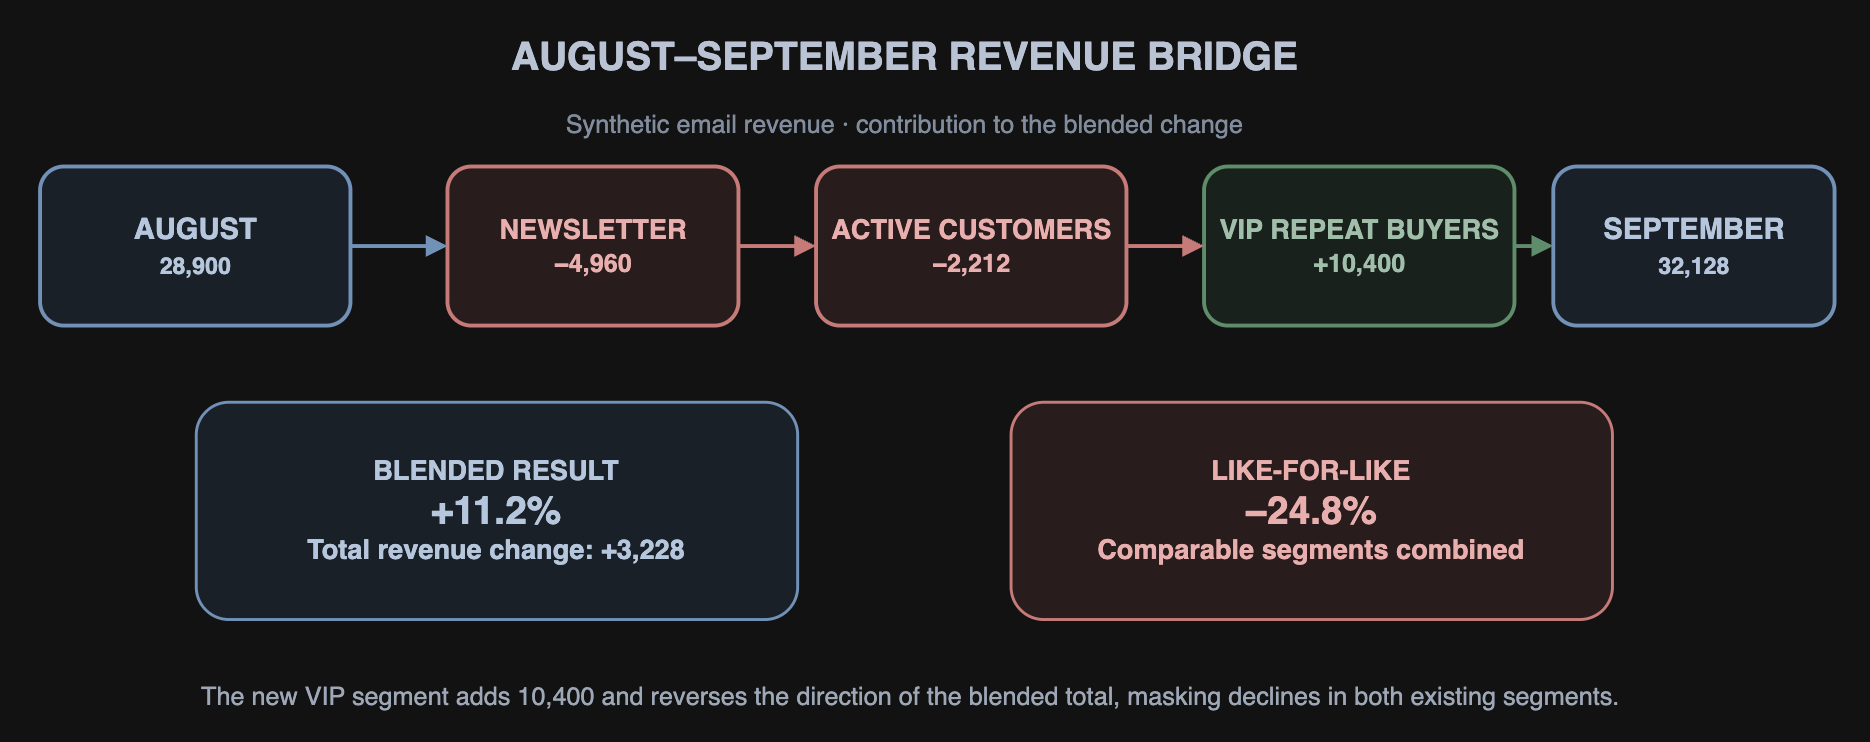 AUGUST–SEPTEMBER REVENUE BRIDGE
Synthetic email revenue · contribution to the blended change
AUGUST
28,900
NEWSLETTER
–4,960
ACTIVE CUSTOMERS
–2,212
VIP REPEAT BUYERS
+10,400
SEPTEMBER
32,128
BLENDED RESULT
+11.2%
Total revenue change: +3,228
LIKE-FOR-LIKE
–24.8%
Comparable segments combined
The new VIP segment adds 10,400 and reverses the direction of the blended total, masking declines in both existing segments.